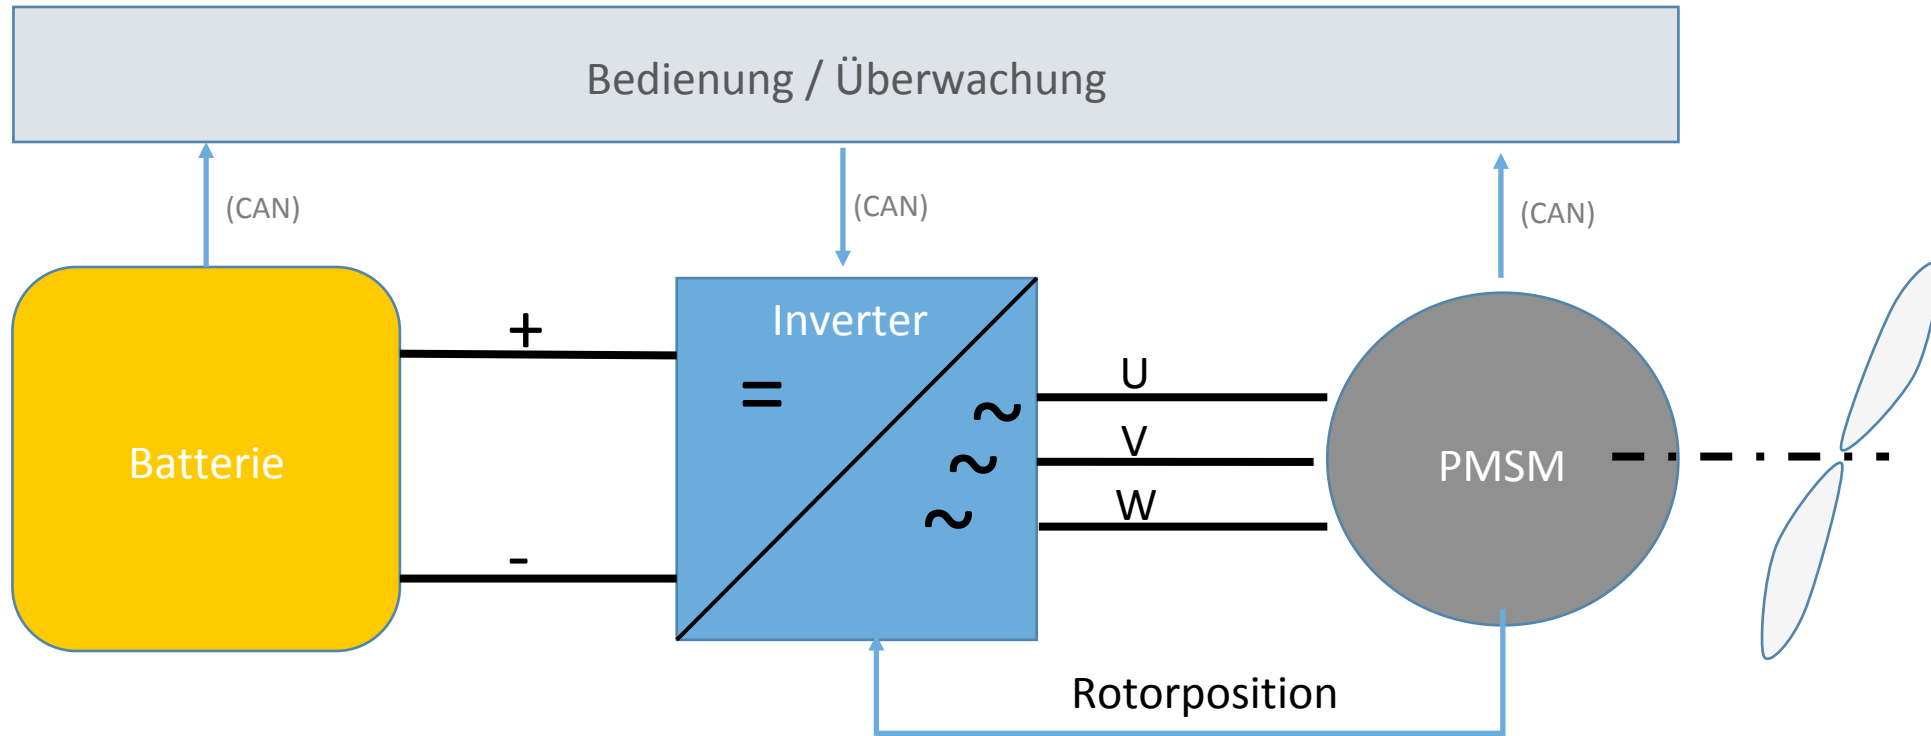 Bedienung / Überwachung
(CAN)
(CAN)
(CAN)
Inverter
+
=
U
~
V
Batterie
~
PMSM
W
~
-
Rotorposition